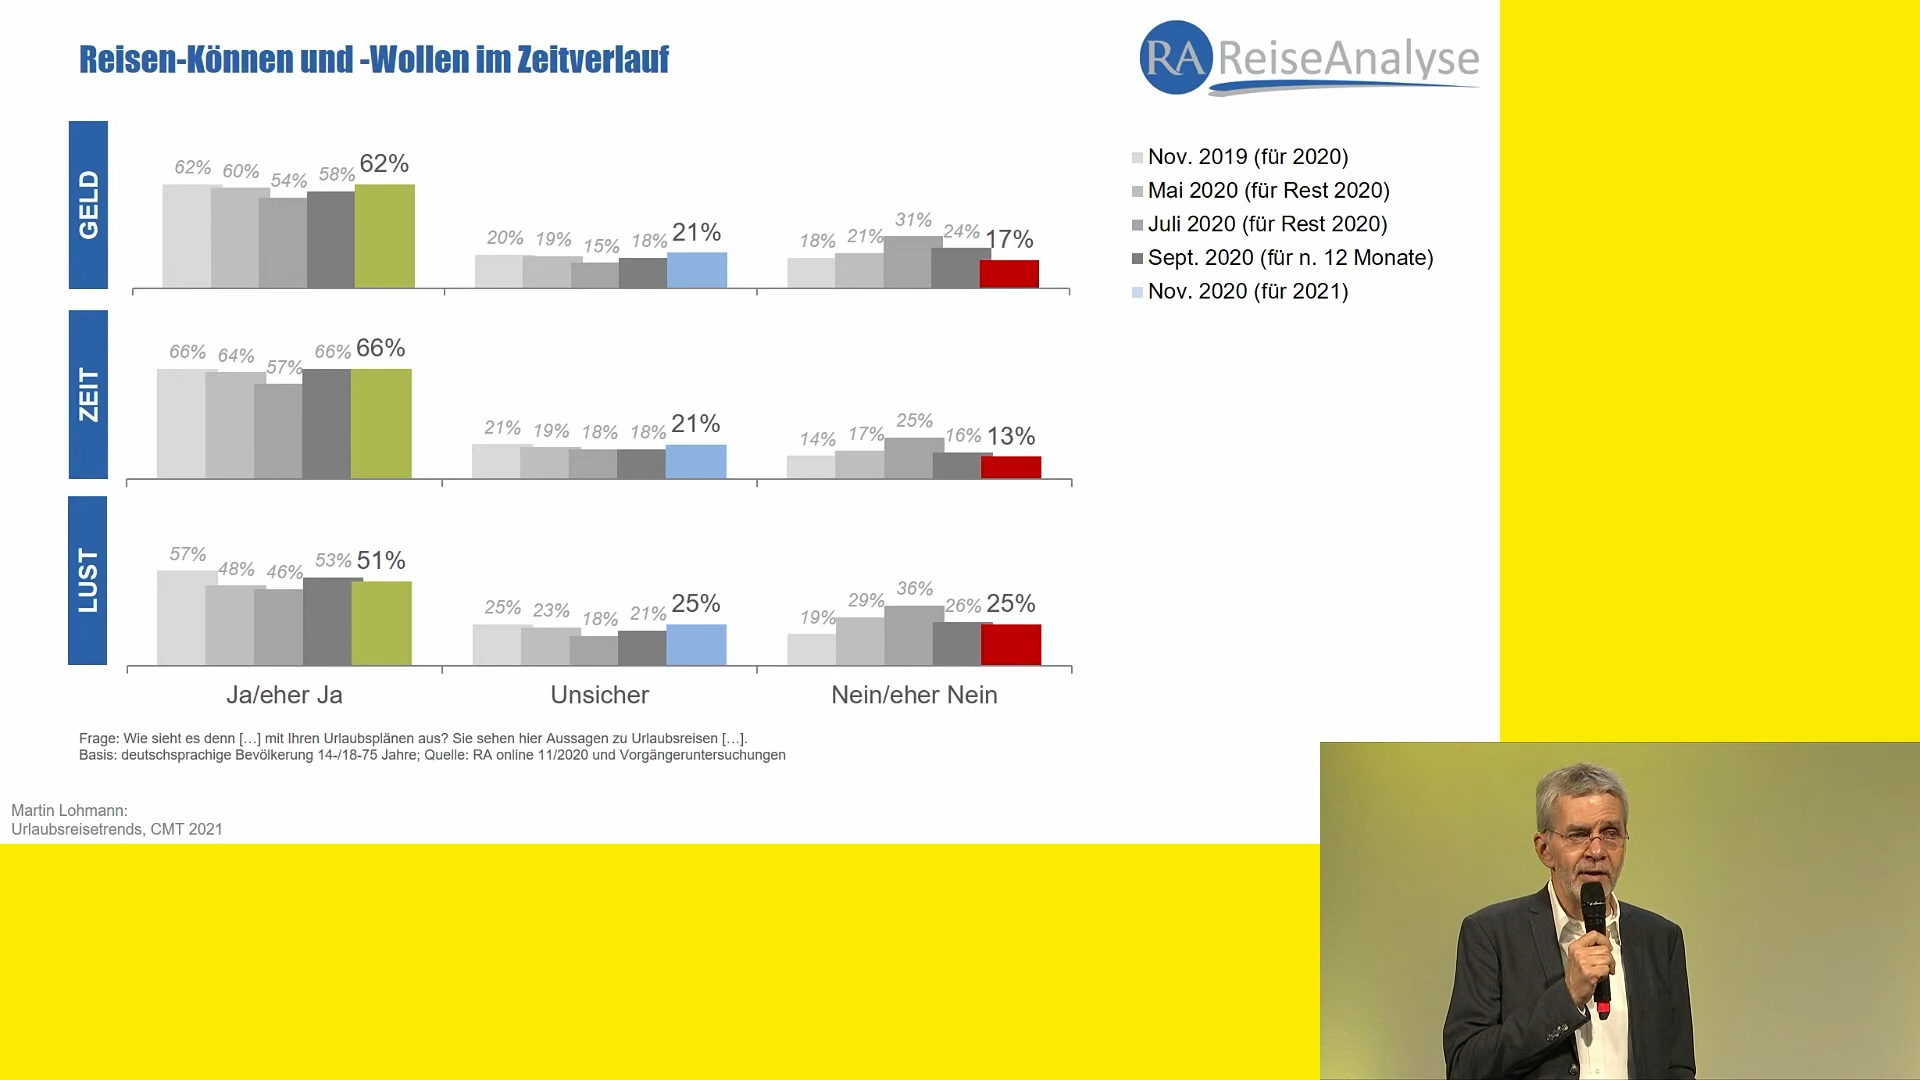 Reisen-Können und -Wollen im Zeitverlauf
RA ReiseAnalyse
Nov. 2019 (für 2020)
Mai 2020 (für Rest 2020)
Juli 2020 (für Rest 2020)
Sept. 2020 (für n. 12 Monate)
Nov. 2020 (für 2021)
GELD
62% 60% 54% 58% 62%
20% 19% 15% 18% 21%
18% 21% 31% 24% 17%
ZEIT
66% 64% 57% 66% 66%
21% 19% 18% 18% 21%
14% 17% 25% 16% 13%
LUST
57% 48% 46% 53% 51%
25% 23% 18% 21% 25%
19% 29% 36% 26% 25%
Ja/eher Ja
Unsicher
Nein/eher Nein
Frage: Wie sieht es denn […] mit Ihren Urlaubsplänen aus? Sie sehen hier Aussagen zu Urlaubsreisen […].
Basis: deutschsprachige Bevölkerung 14-/18-75 Jahre; Quelle: RA online 11/2020 und Vorgängeruntersuchungen
Martin Lohmann:
Urlaubsreisetrends, CMT 2021